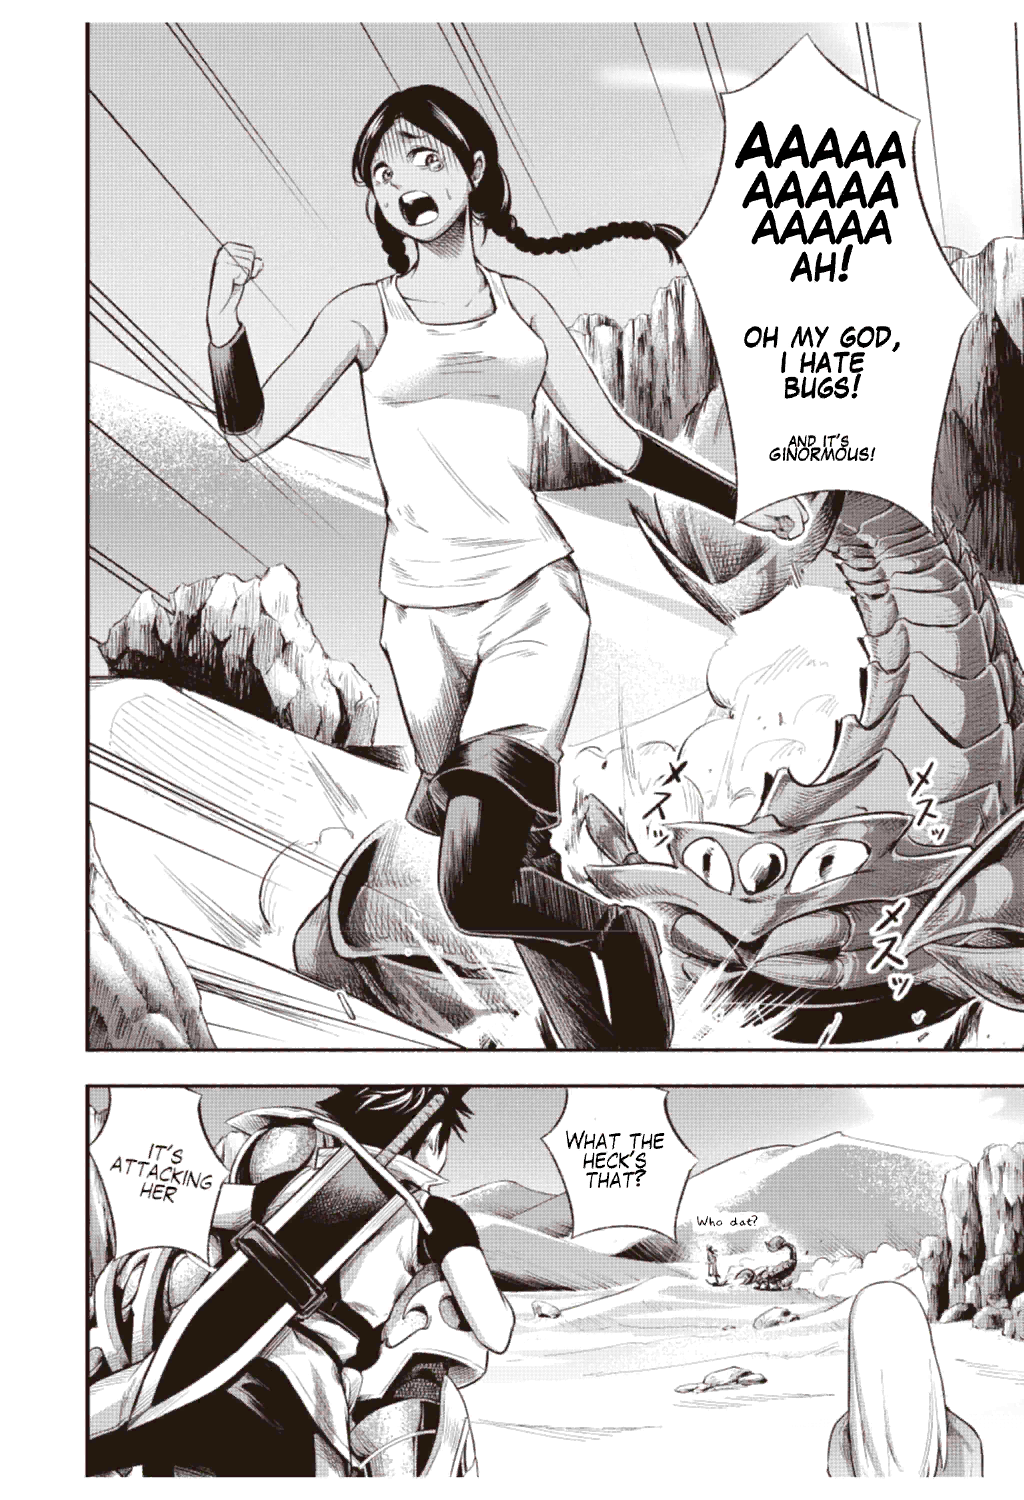 AAAAA
AAAAA
AAAAA
AH!
OH MY GOD,
I HATE
BUGS!
AND IT'S
GINORMOUS!
メスッ
メスッ
メスッ
WHAT THE
HECK'S
THAT?
Who dat?
IT'S
ATTACKING
HER